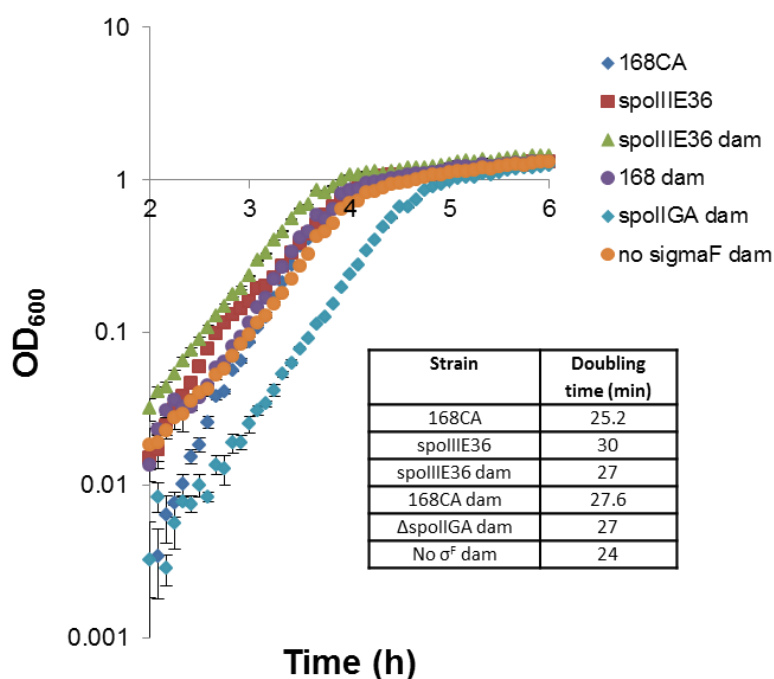 10
1
0.1
0.01
0.001
OD600
2 3 4 5 6
Time (h)
168CA
spoIIIE36
spoIIIE36 dam
168 dam
spoIIGA dam
no sigmaF dam
Strain Doubling time (min)
168CA 25.2
spoIIIE36 30
spoIIIE36 dam 27
168CA dam 27.6
ΔspoIIGA dam 27
No σF dam 24